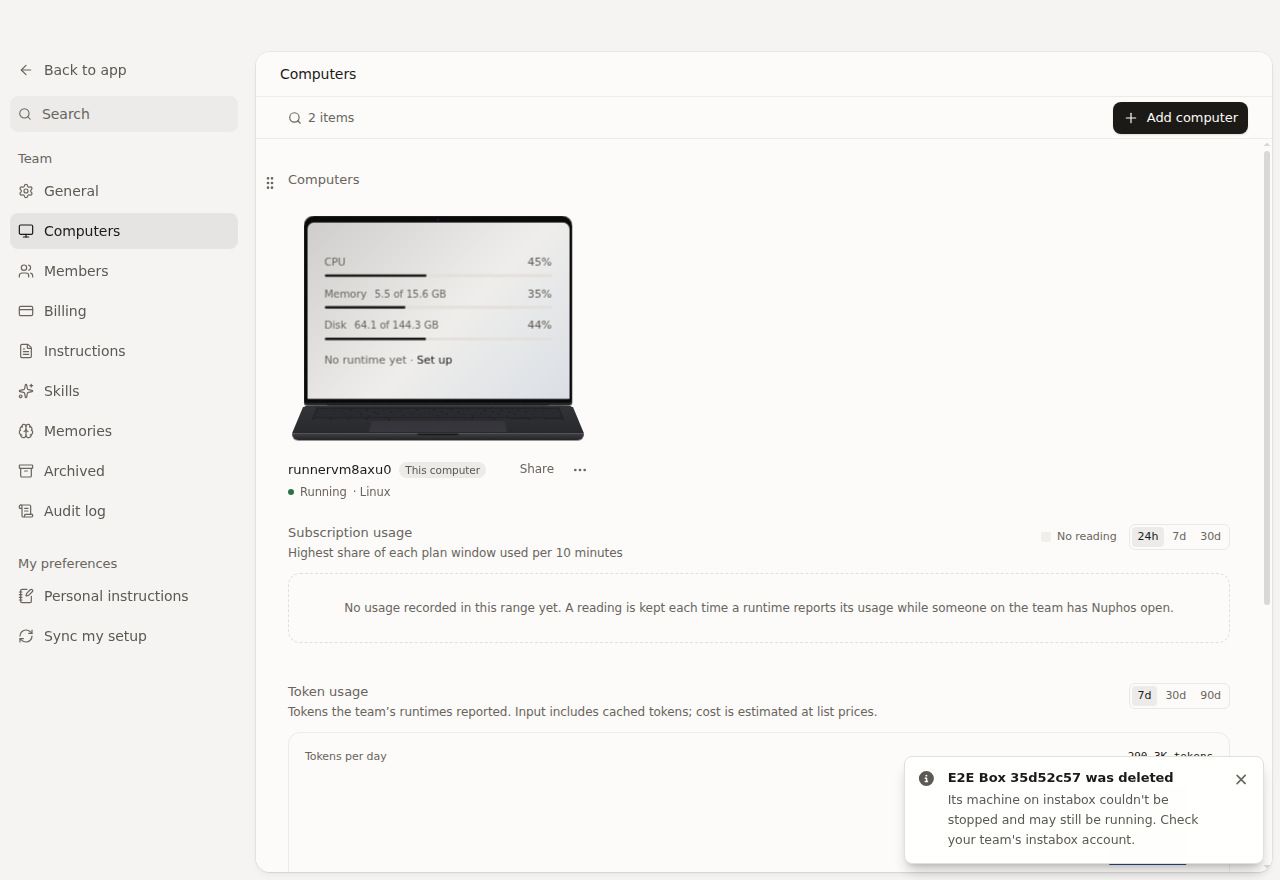 Back to app
Search
Team
General
Computers
Members
Billing
Instructions
Skills
Memories
Archived
Audit log
My preferences
Personal instructions
Sync my setup
Computers
2 items
Add computer
Computers
CPU 45%
Memory 5.5 of 15.6 GB 35%
Disk 64.1 of 144.3 GB 44%
No runtime yet · Set up
runnervm8axu0 This computer Share
Running · Linux
Subscription usage
Highest share of each plan window used per 10 minutes
No reading 24h 7d 30d
No usage recorded in this range yet. A reading is kept each time a runtime reports its usage while someone on the team has Nuphos open.
Token usage
Tokens the team’s runtimes reported. Input includes cached tokens; cost is estimated at list prices.
7d 30d 90d
Tokens per day
E2E Box 35d52c57 was deleted
Its machine on instabox couldn't be
stopped and may still be running. Check
your team's instabox account.